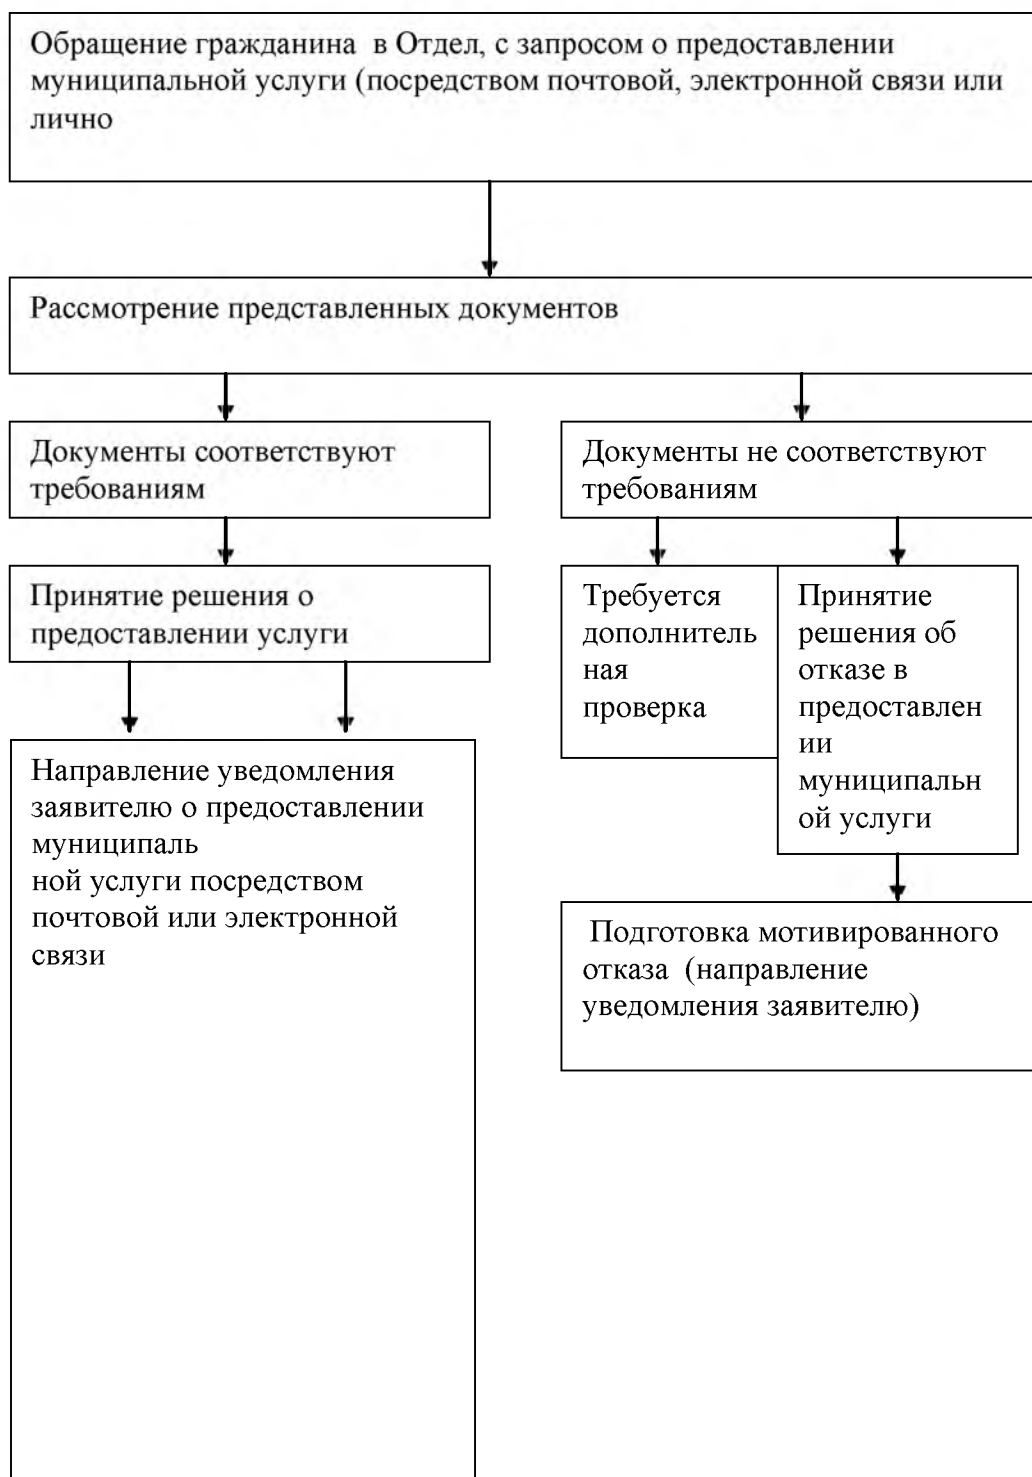 Обращение гражданина  в Отдел, с запросом о предоставлении
муниципальной услуги (посредством почтовой, электронной связи или
лично
Рассмотрение представленных документов
Документы соответствуют
требованиям
Документы не соответствуют
требованиям
Принятие решения о
предоставлении услуги
Требуется
дополнитель
ная
проверка
Принятие
решения об
отказе в
предоставлен
ии
муниципальн
ой услуги
Направление уведомления
заявителю о предоставлении
муниципаль
ной услуги посредством
почтовой или электронной
связи
Подготовка мотивированного
отказа  (направление
уведомления заявителю)